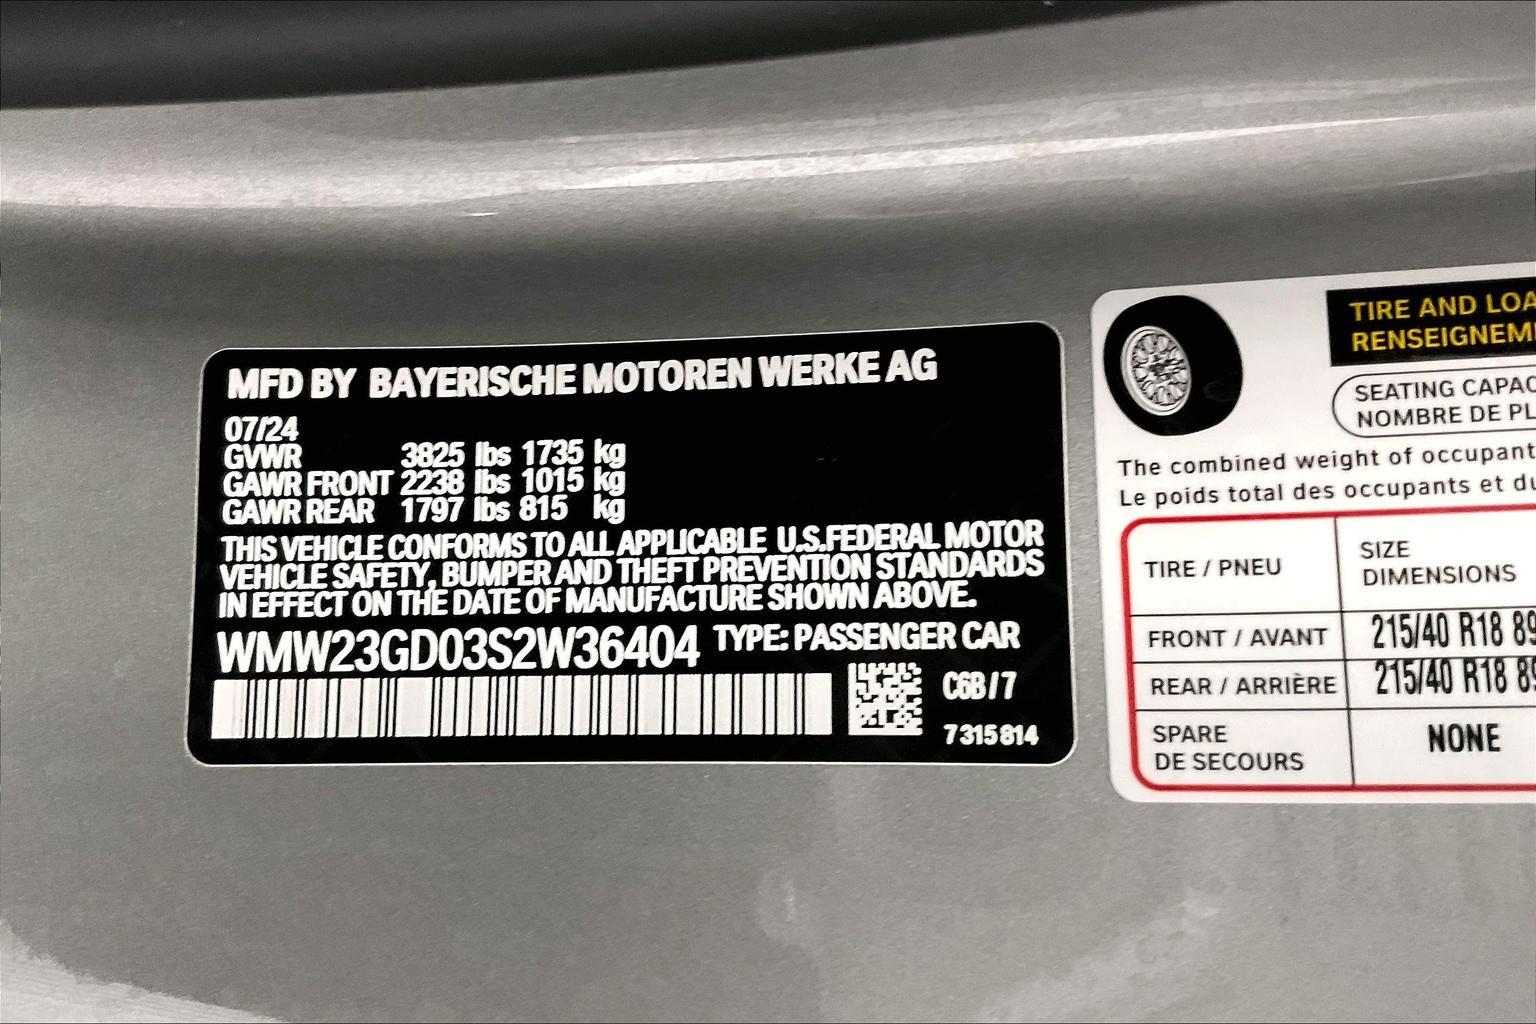 MFD BY BAYERISCHE MOTOREN WERKE AG
07/24
GVWR 3825 lbs 1735 kg
GAWR FRONT 2238 lbs 1015 kg
GAWR REAR 1797 lbs 815 kg
THIS VEHICLE CONFORMS TO ALL APPLICABLE U.S.FEDERAL MOTOR
VEHICLE SAFETY, BUMPER AND THEFT PREVENTION STANDARDS
IN EFFECT ON THE DATE OF MANUFACTURE SHOWN ABOVE.
WMW23GD03S2W36404 TYPE: PASSENGER CAR
C6B/7
7315814
TIRE AND LOA
RENSEIGNEM
SEATING CAPAC
NOMBRE DE PL
The combined weight of occupant
Le poids total des occupants et du
TIRE / PNEU
SIZE
DIMENSIONS
FRONT / AVANT 215/40 R18 89
REAR / ARRIÈRE 215/40 R18 89
SPARE
DE SECOURS
NONE